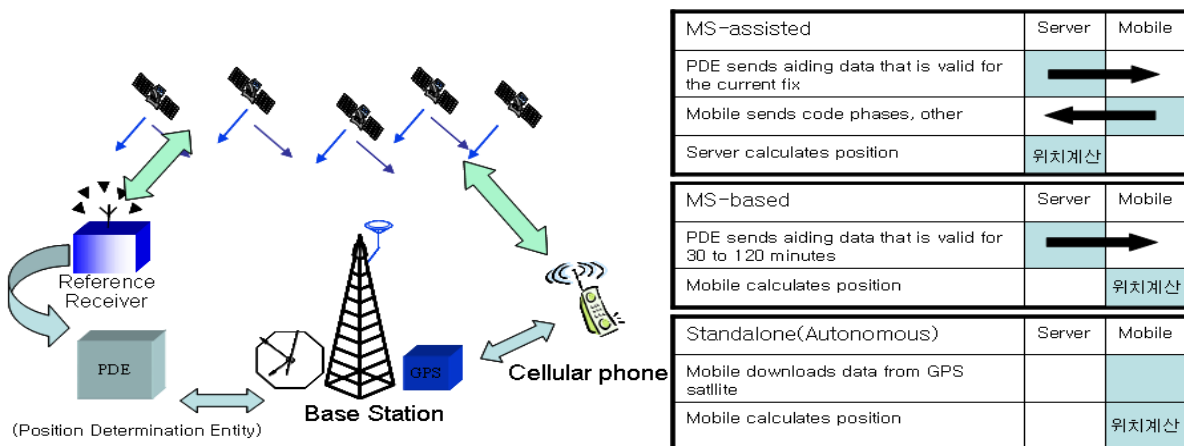 Reference
Receiver
PDE
(Position Determination Entity)
GPS
Base Station
Cellular phone
MS-assisted Server Mobile
PDE sends aiding data that is valid for
the current fix
Mobile sends code phases, other
Server calculates position 위치계산
MS-based Server Mobile
PDE sends aiding data that is valid for
30 to 120 minutes
Mobile calculates position 위치계산
Standalone(Autonomous) Server Mobile
Mobile downloads data from GPS
satllite
Mobile calculates position 위치계산